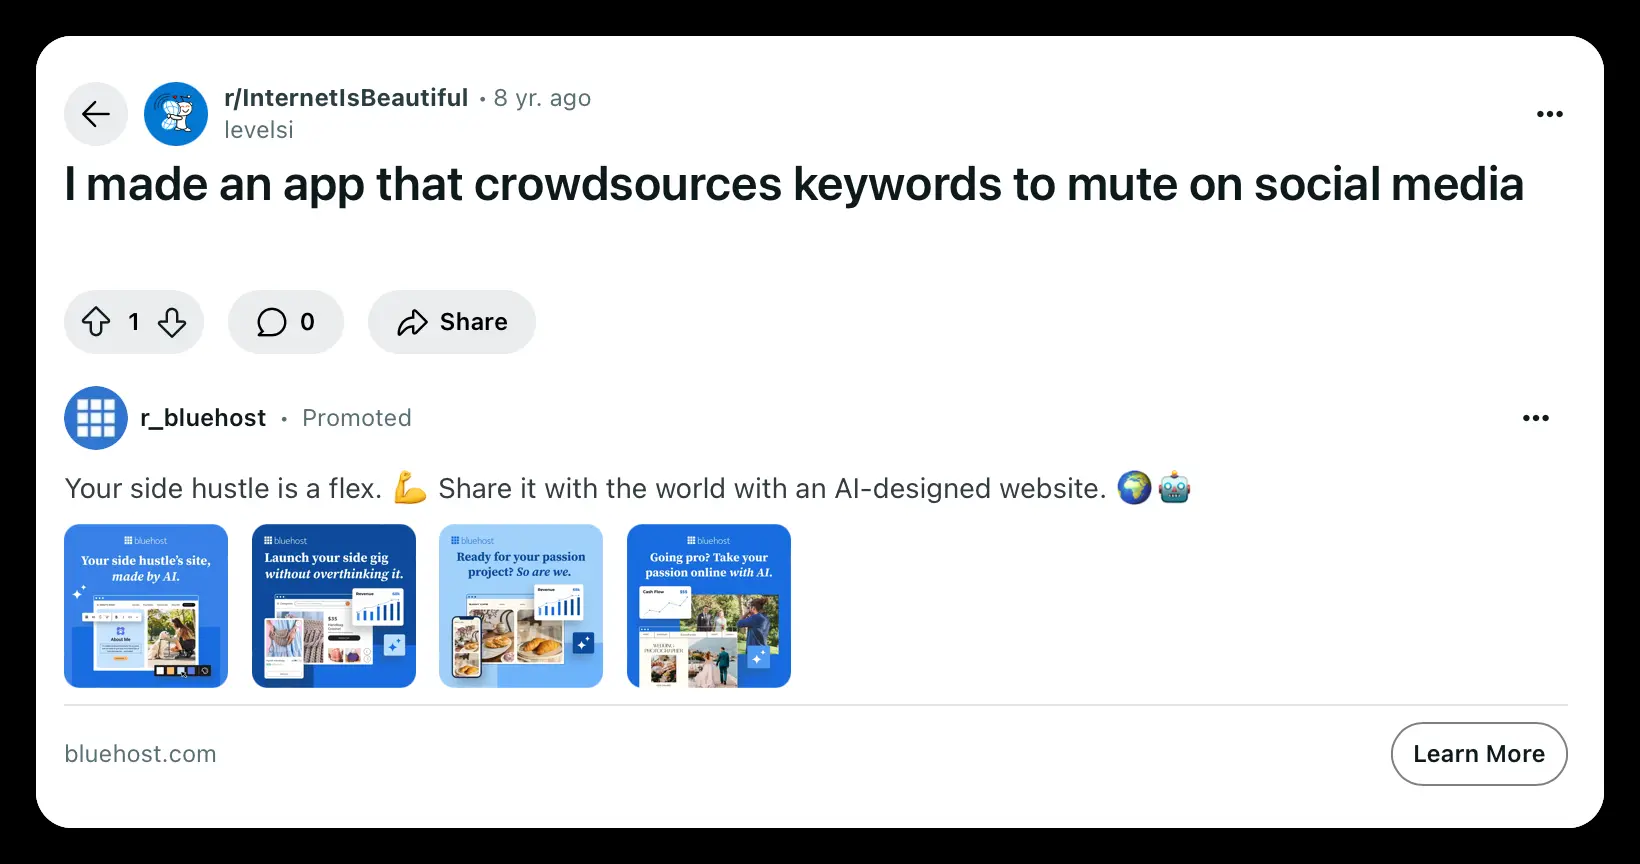 r/InternetIsBeautiful • 8 yr. ago
levelsi
I made an app that crowdsources keywords to mute on social media
1
0
Share
r_bluehost • Promoted
Your side hustle is a flex. 💪 Share it with the world with an AI-designed website. 🌍🤖
bluehost
Your side hustle's site,
made by AI.
About Me
bluehost
Launch your side gig
without overthinking it.
Revenue
$35
bluehost
Ready for your passion
project? So are we.
Revenue
bluehost
Going pro? Take your
passion online with AI.
Cash Flow
WEDDING
PHOTOGRAPHER
bluehost.com
Learn More